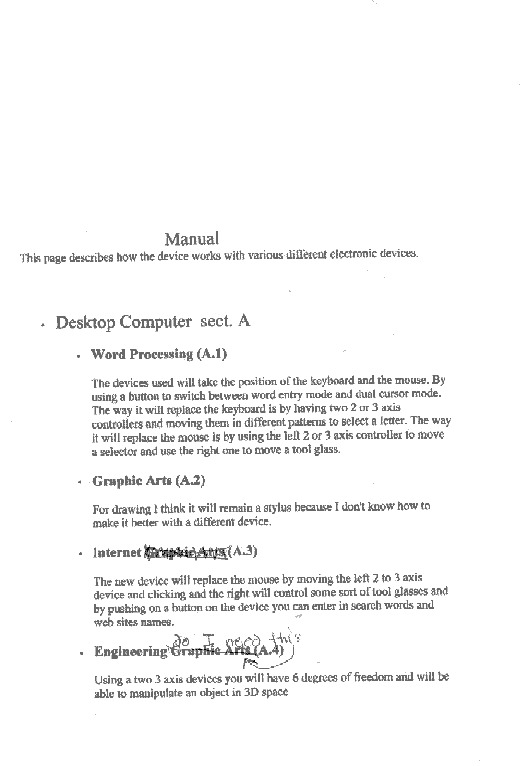 Manual
This page describes how the device works with various different electronic devices.
• Desktop Computer sect. A
• Word Processing (A.1)
The devices used will take the position of the keyboard and the mouse. By
using a button to switch between word entry mode and dual cursor mode.
The way it will replace the keyboard is by having two 2 or 3 axis
controllers and moving them in different patterns to select a letter. The way
it will replace the mouse is by using the left 2 or 3 axis controller to move
a selector and use the right one to move a tool glass.
• Graphic Arts (A.2)
For drawing I think it will remain a stylus because I don't know how to
make it better with a different device.
• Internet Graphic Arts (A.3)
The new device will replace the mouse by moving the left 2 to 3 axis
device and clicking and the right will control some sort of tool glasses and
by pushing on a button on the device you can enter in search words and
web sites names.
do I need this
• Engineering Graphic Arts (A.4)
Using a two 3 axis devices you will have 6 degrees of freedom and will be
able to manipulate an object in 3D space